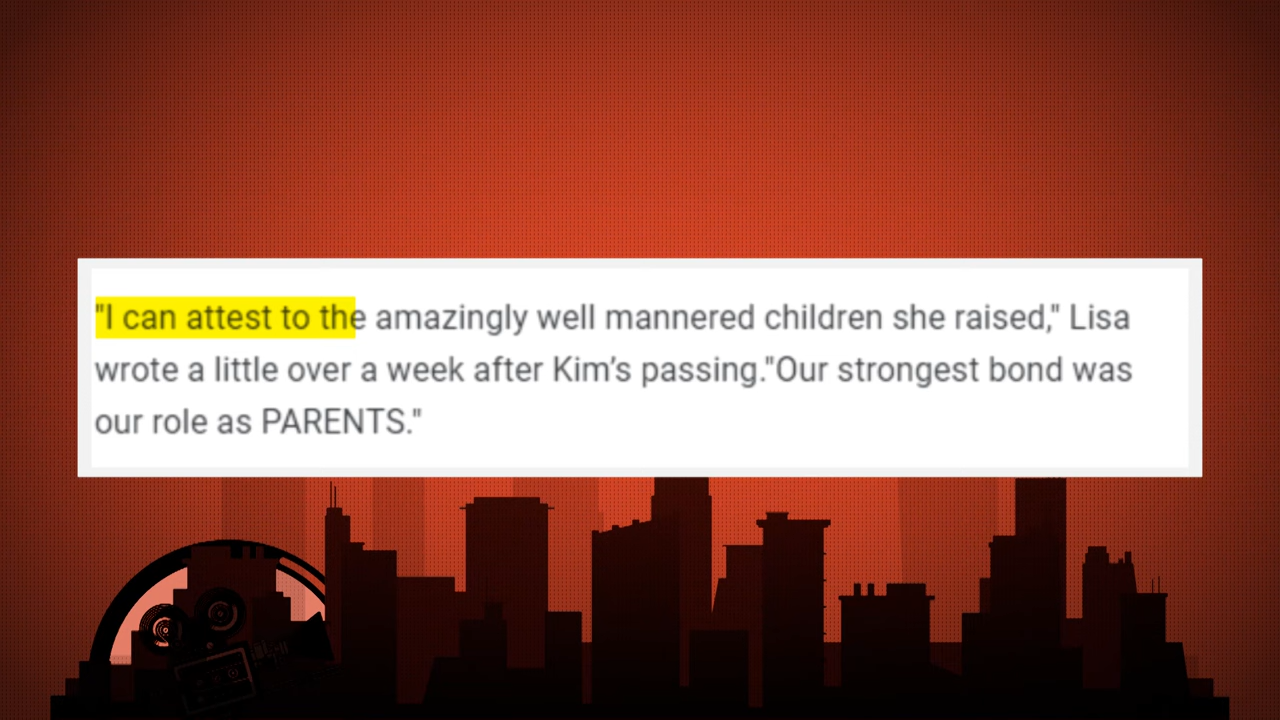 "I can attest to the amazingly well mannered children she raised," Lisa
wrote a little over a week after Kim’s passing."Our strongest bond was
our role as PARENTS."